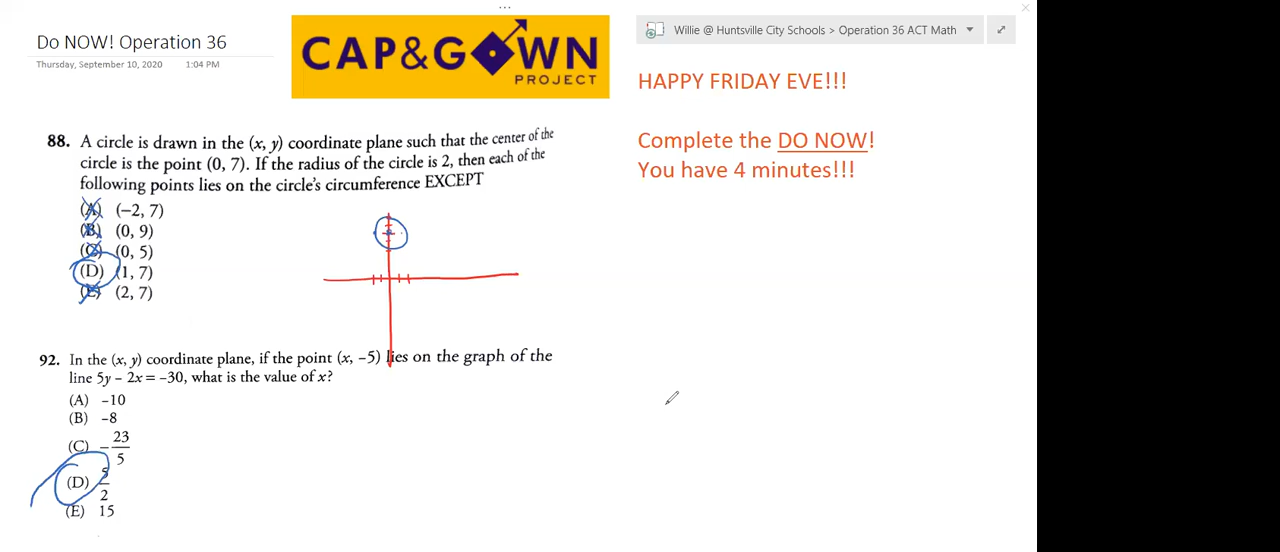 Do NOW! Operation 36
Thursday, September 10, 2020 1:04 PM
CAP&GOWN
PROJECT
Willie @ Huntsville City Schools > Operation 36 ACT Math
HAPPY FRIDAY EVE!!!
Complete the DO NOW!
You have 4 minutes!!!
88. A circle is drawn in the (x, y) coordinate plane such that the center of the
circle is the point (0, 7). If the radius of the circle is 2, then each of the
following points lies on the circle's circumference EXCEPT
(A) (−2, 7)
(B) (0, 9)
(C) (0, 5)
(D) (1, 7)
(E) (2, 7)
92. In the (x, y) coordinate plane, if the point (x, −5) lies on the graph of the
line 5y − 2x = −30, what is the value of x?
(A) −10
(B) −8
(C) −23/5
(D) 5/2
(E) 15